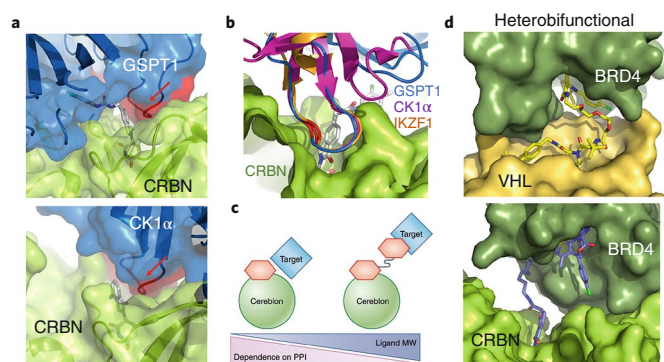 a
GSPT1
CRBN
CK1α
CRBN
b
GSPT1
CK1α
IKZF1
CRBN
c
Target
Cereblon
Target
Cereblon
Ligand MW
Dependence on PPI
d
Heterobifunctional
BRD4
VHL
BRD4
CRBN